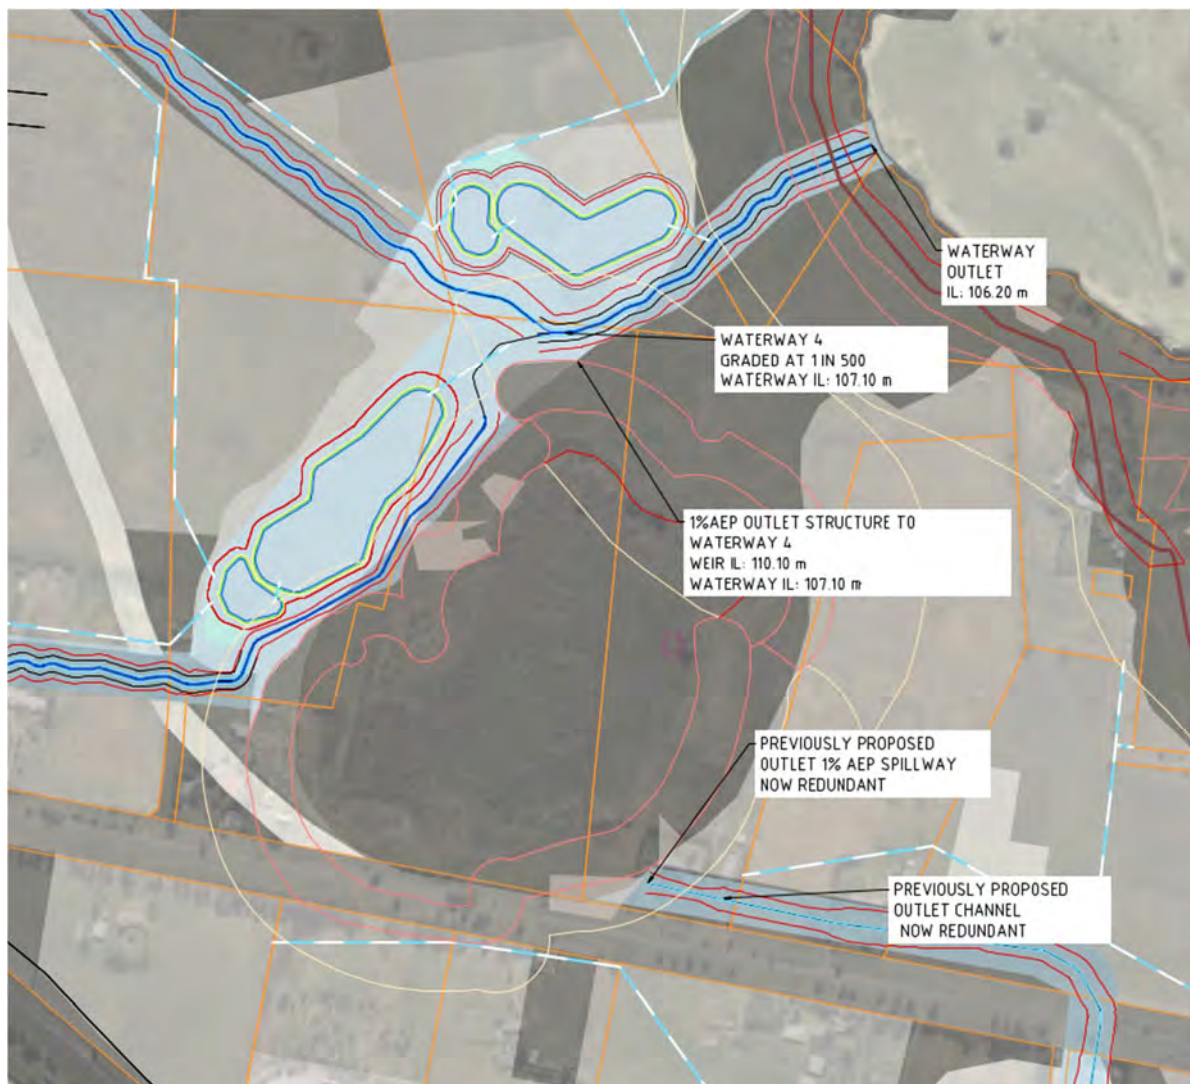 WATERWAY
OUTLET
IL: 106.20 m
WATERWAY 4
GRADED AT 1 IN 500
WATERWAY IL: 107.10 m
1%AEP OUTLET STRUCTURE TO
WATERWAY 4
WEIR IL: 110.10 m
WATERWAY IL: 107.10 m
PREVIOUSLY PROPOSED
OUTLET 1% AEP SPILLWAY
NOW REDUNDANT
PREVIOUSLY PROPOSED
OUTLET CHANNEL
NOW REDUNDANT